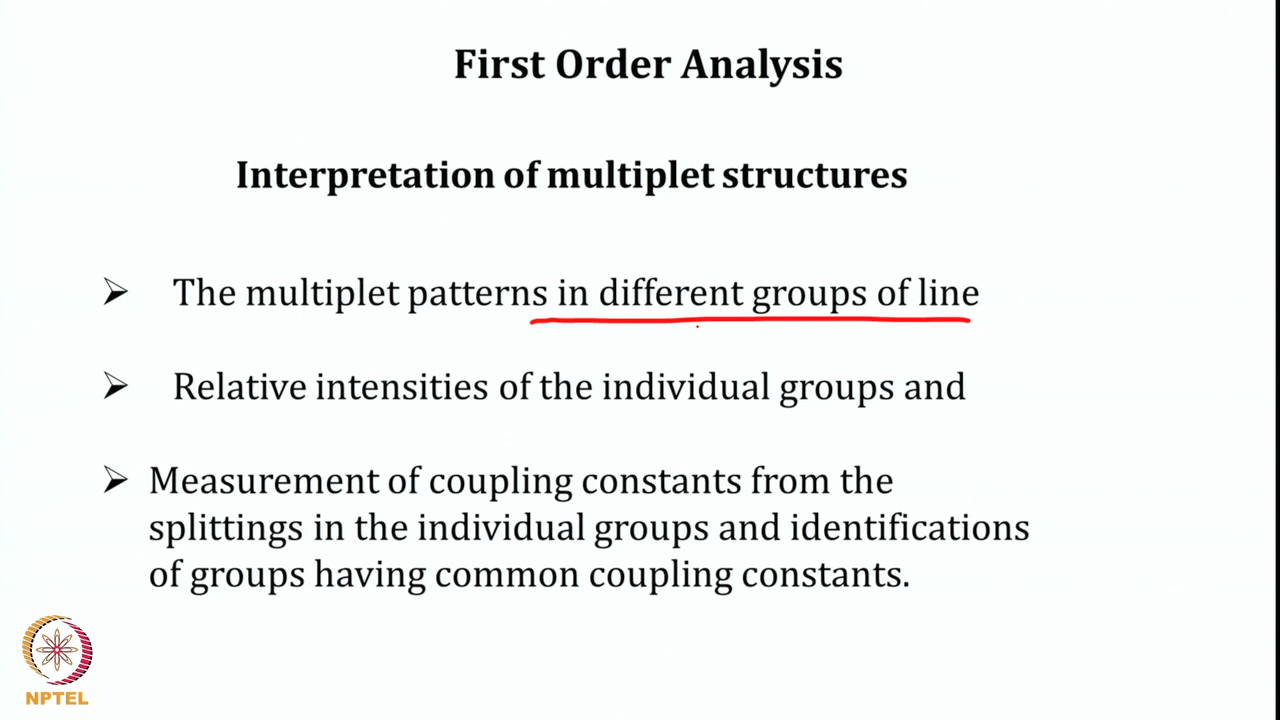 First Order Analysis
Interpretation of multiplet structures
➢ The multiplet patterns in different groups of line
➢ Relative intensities of the individual groups and
➢ Measurement of coupling constants from the
splittings in the individual groups and identifications
of groups having common coupling constants.
NPTEL